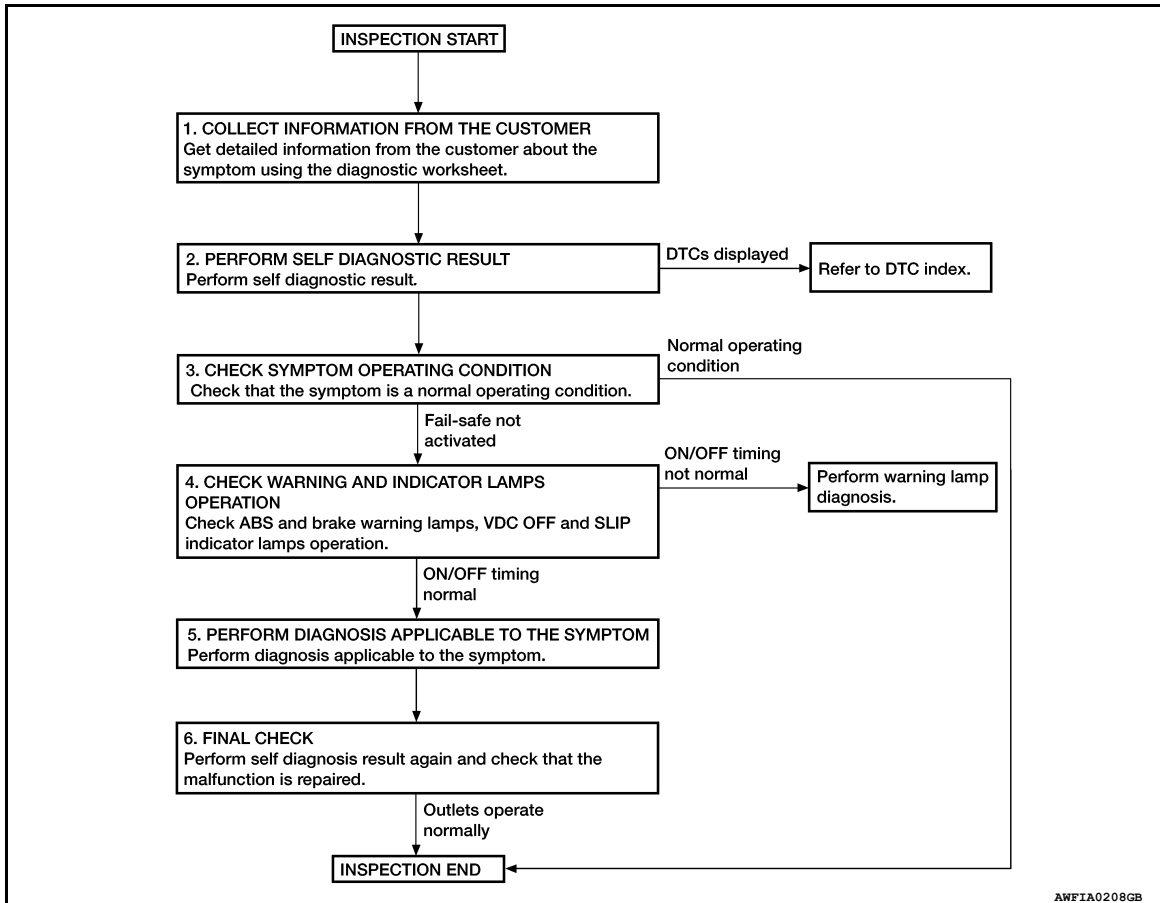 INSPECTION START
1. COLLECT INFORMATION FROM THE CUSTOMER
Get detailed information from the customer about the
symptom using the diagnostic worksheet.
2. PERFORM SELF DIAGNOSTIC RESULT
Perform self diagnostic result.
DTCs displayed
Refer to DTC index.
3. CHECK SYMPTOM OPERATING CONDITION
Check that the symptom is a normal operating condition.
Normal operating
condition
Fail-safe not
activated
4. CHECK WARNING AND INDICATOR LAMPS
OPERATION
Check ABS and brake warning lamps, VDC OFF and SLIP
indicator lamps operation.
ON/OFF timing
not normal
Perform warning lamp
diagnosis.
ON/OFF timing
normal
5. PERFORM DIAGNOSIS APPLICABLE TO THE SYMPTOM
Perform diagnosis applicable to the symptom.
6. FINAL CHECK
Perform self diagnosis result again and check that the
malfunction is repaired.
Outlets operate
normally
INSPECTION END
AWFIA0208GB